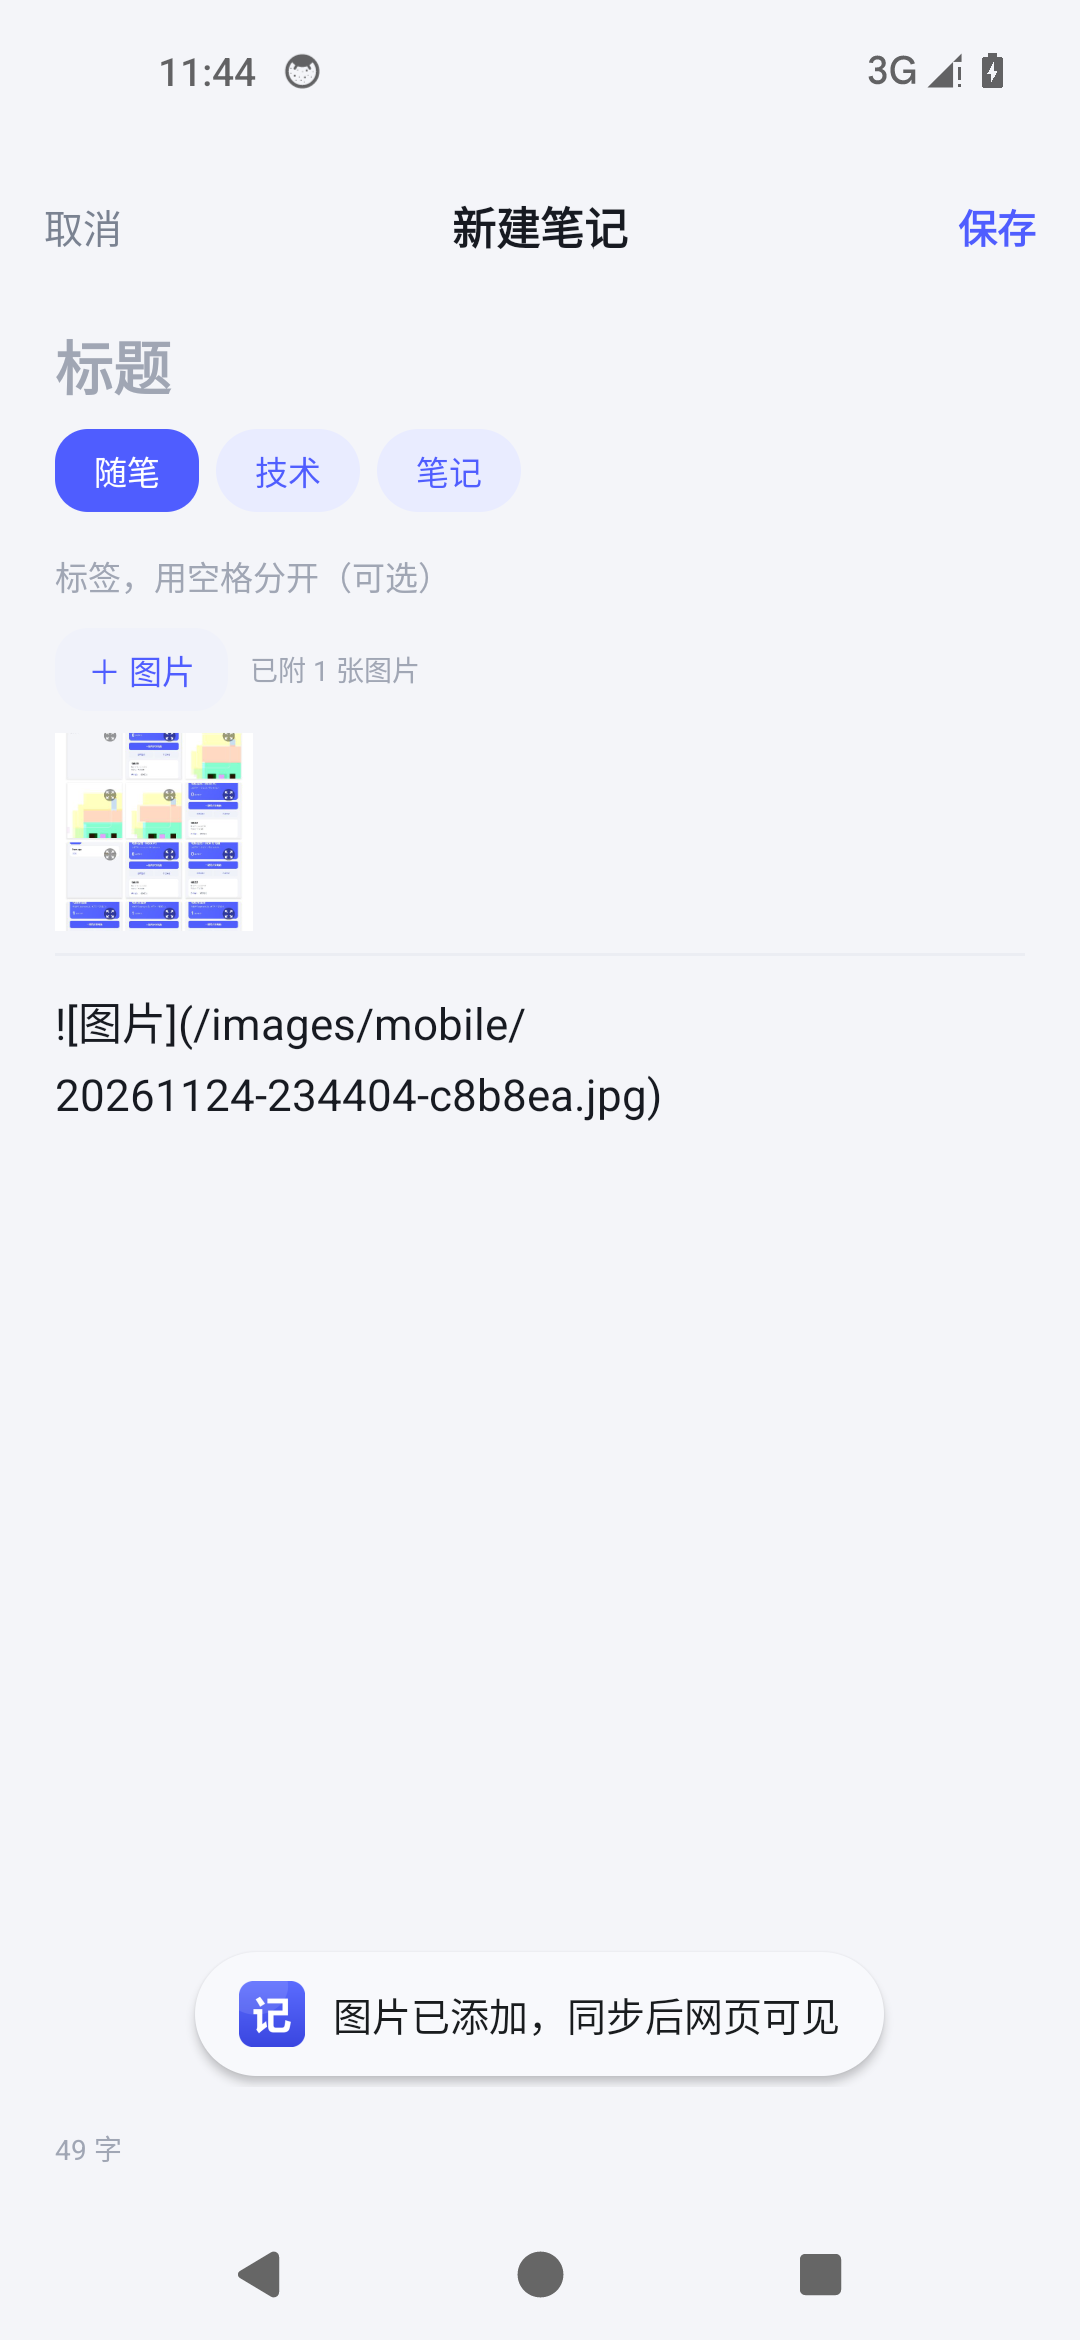 11:44
3G
取消
新建笔记
保存
标题
随笔
技术
笔记
标签，用空格分开（可选）
＋ 图片
已附 1 张图片
![图片](/images/mobile/
20261124-234404-c8b8ea.jpg)
记
图片已添加，同步后网页可见
49 字